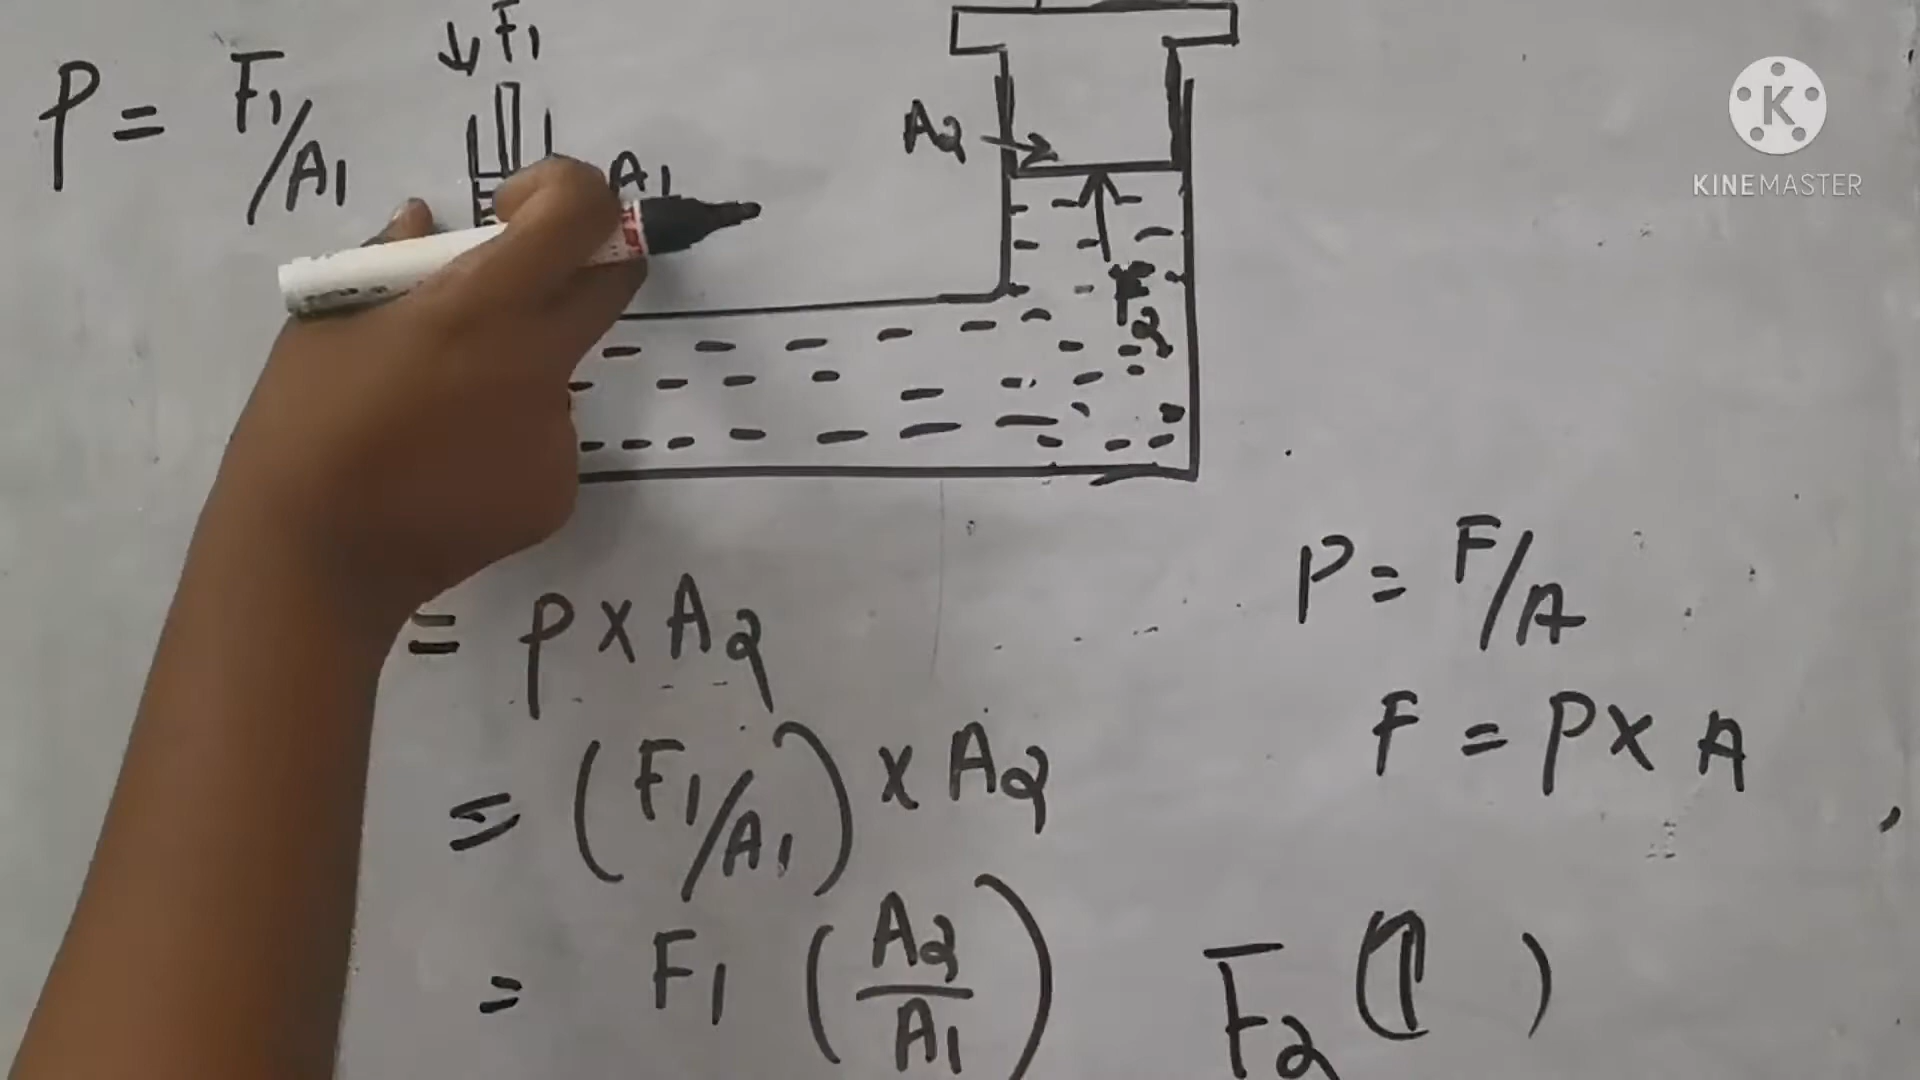 P = F1/A1
↓ F1
A1
A2
F2
KINEMASTER
P = F/A
F = P x A
= P x A2
= (F1/A1) x A2
= F1 (A2/A1)
F2 (↑ )